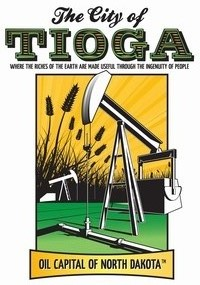 The City of
TIOGA
WHERE THE RICHES OF THE EARTH ARE MADE USEFUL THROUGH THE INGENUITY OF PEOPLE
OIL CAPITAL OF NORTH DAKOTA™